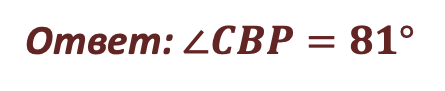 Ответ: ∠CBP = 81°